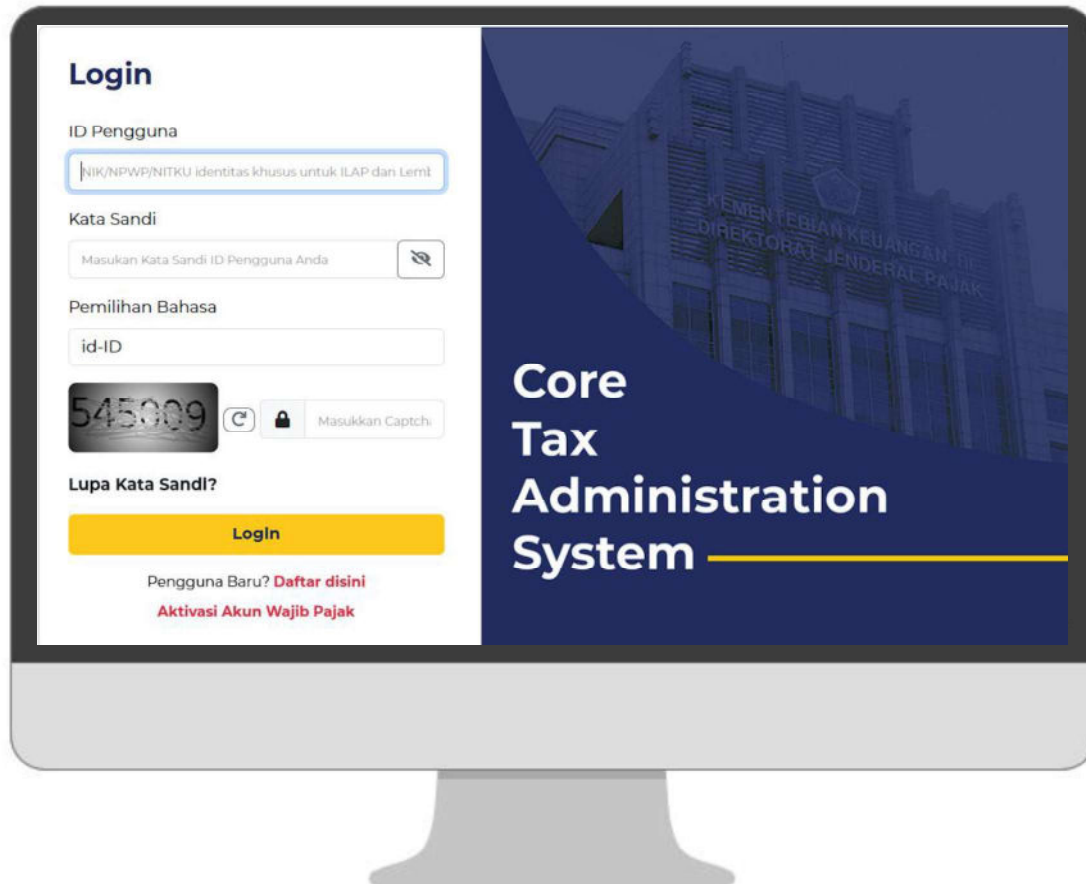 Login
ID Pengguna
NIK/NPWP/NITKU identitas khusus untuk ILAP dan Lemb
Kata Sandi
Masukan Kata Sandi ID Pengguna Anda
Pemilihan Bahasa
id-ID
545009
Masukkan Captch
Lupa Kata Sandi?
Login
Pengguna Baru? Daftar disini
Aktivasi Akun Wajib Pajak
KEMENTERIAN KEUANGAN RI
DIREKTORAT JENDERAL PAJAK
Core
Tax
Administration
System